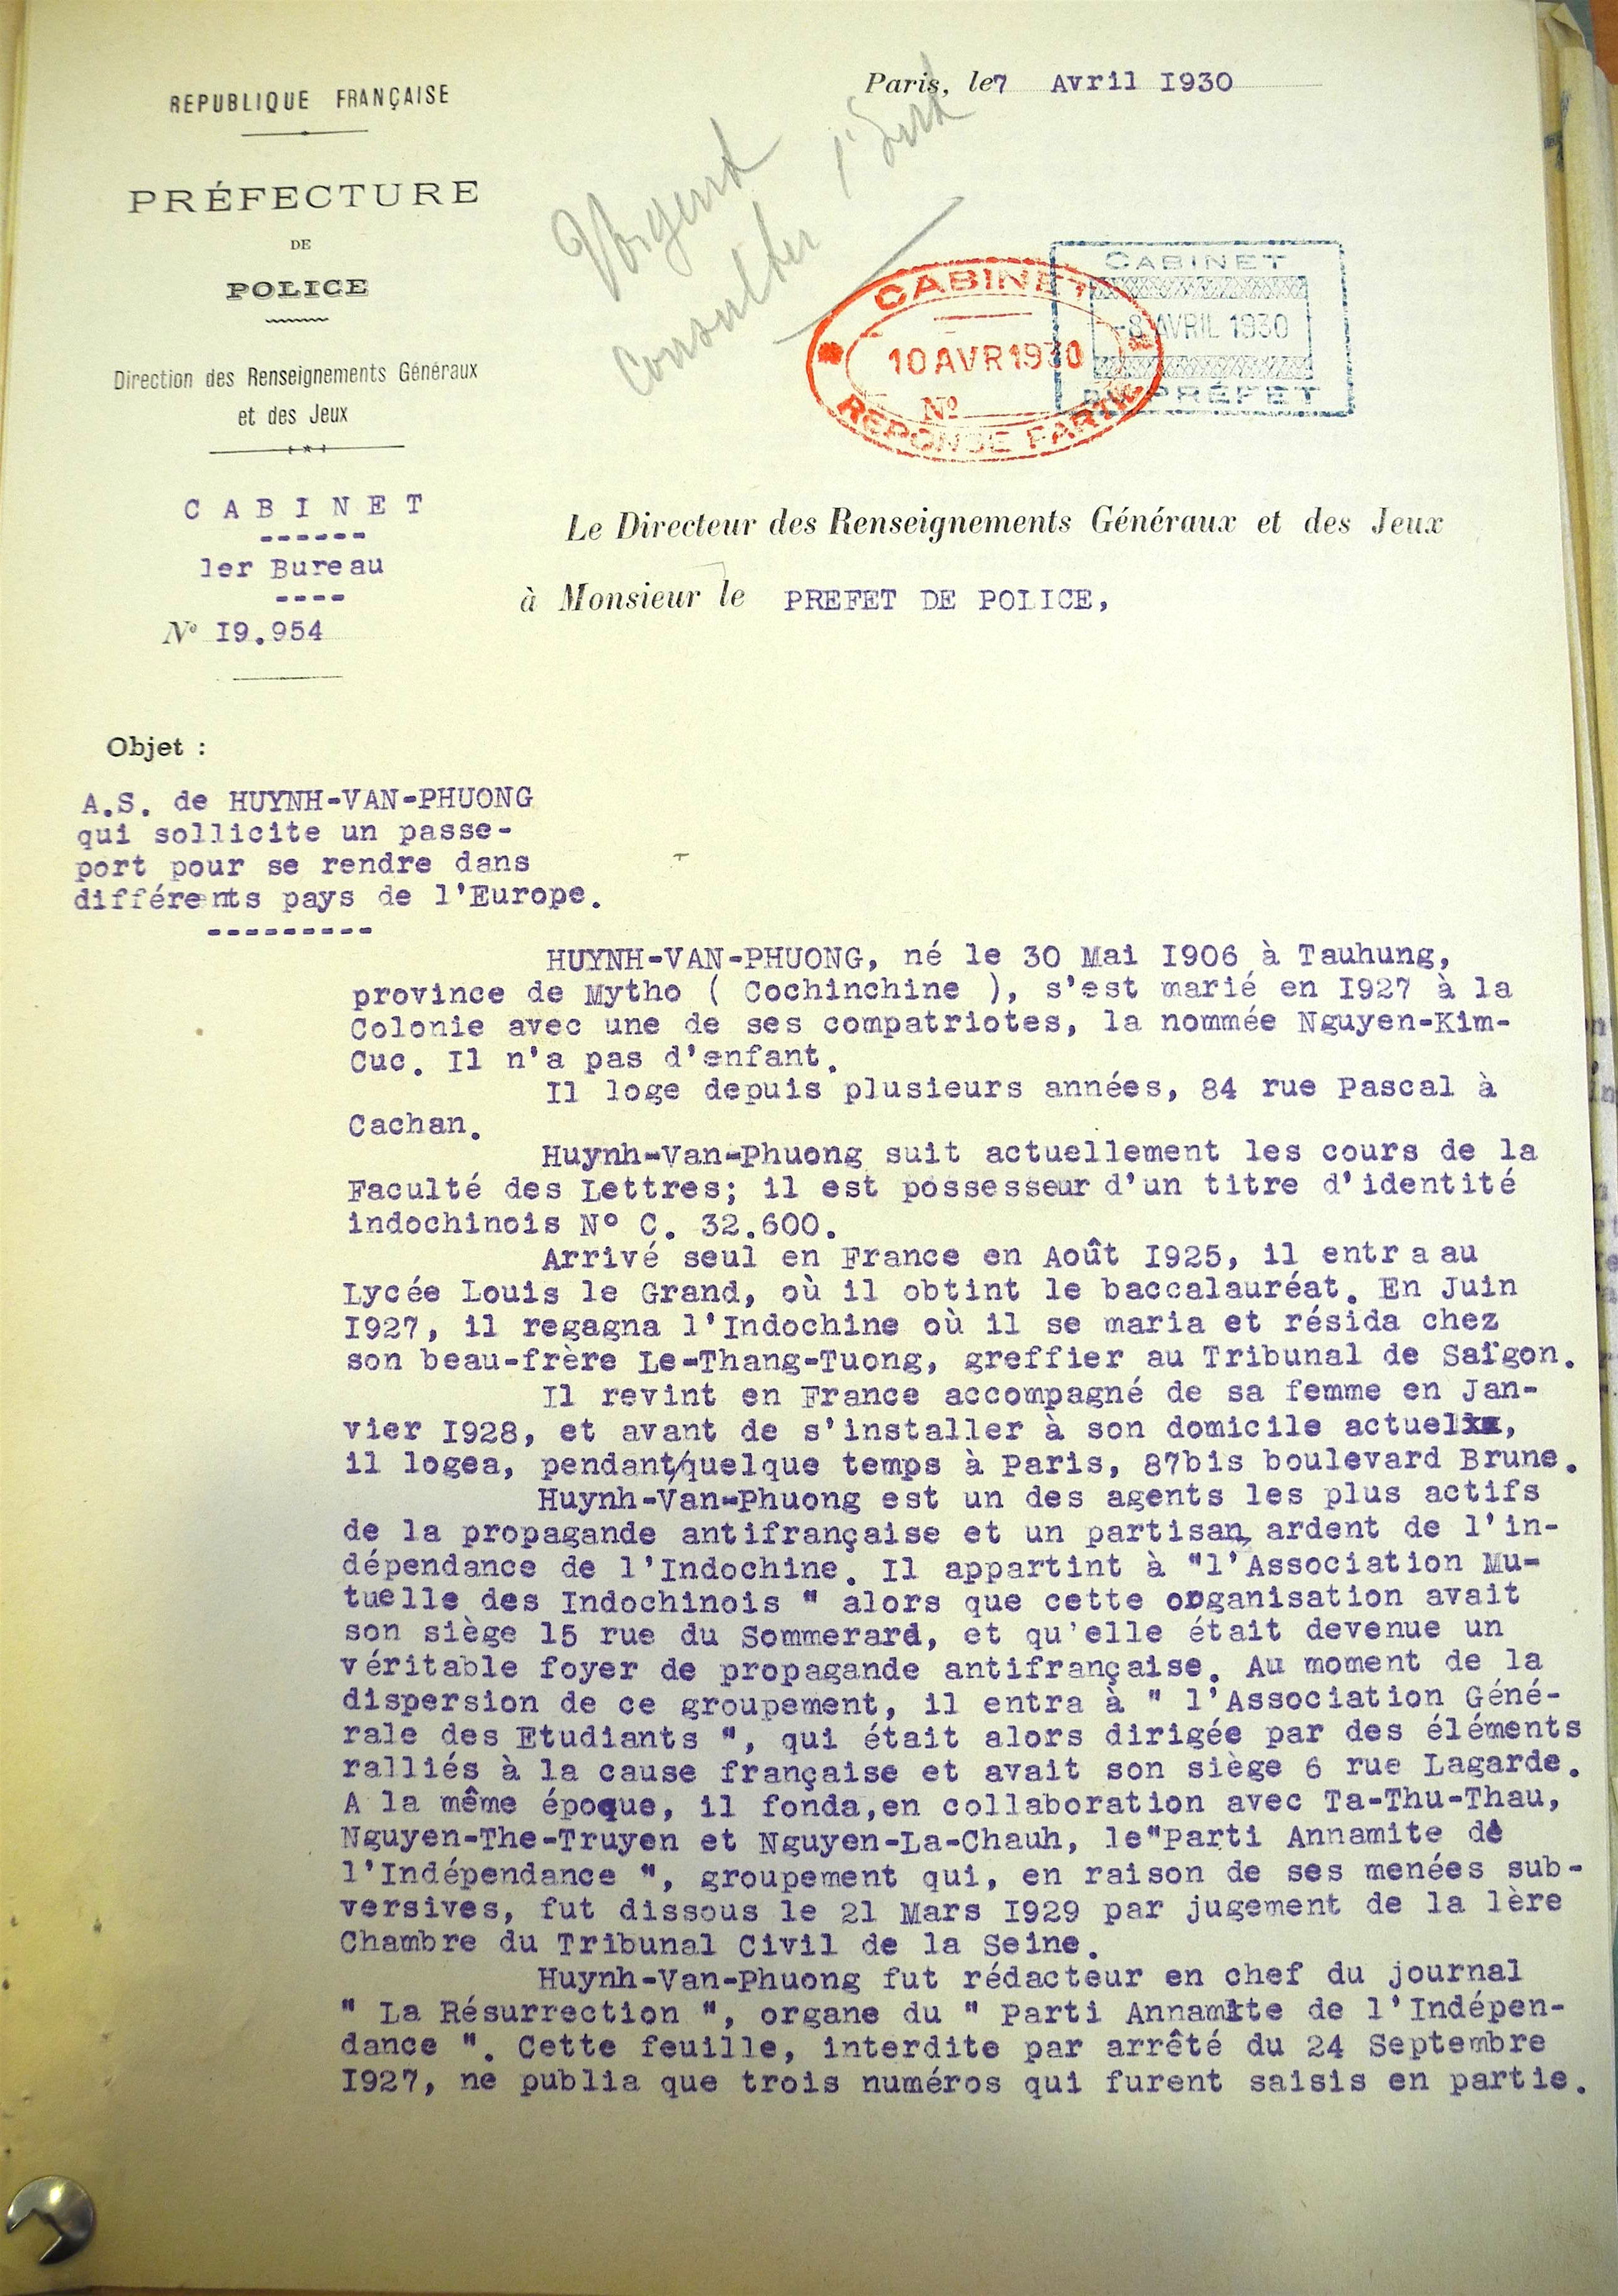 REPUBLIQUE FRANÇAISE
PRÉFECTURE
DE
POLICE
Direction des Renseignements Généraux
et des Jeux
CABINET
1er Bureau
N° I9.954
Paris, le 7 Avril I930
Urgent
Consulter
CABINET
10 AVR 1930
N°
REPONSE PARTIE
CABINET
-8 AVRIL 1930
DU PRÉFET
Le Directeur des Renseignements Généraux et des Jeux
à Monsieur le PREFET DE POLICE,
Objet :
A.S. de HUYNH-VAN-PHUONG
qui sollicite un passe-
port pour se rendre dans
différents pays de l'Europe.
HUYNH-VAN-PHUONG, né le 30 Mai I906 à Tauhung,
province de Mytho ( Cochinchine ), s'est marié en I927 à la
Colonie avec une de ses compatriotes, la nommée Nguyen-Kim-
Cuc. Il n'a pas d'enfant.
Il loge depuis plusieurs années, 84 rue Pascal à
Cachan.
Huynh-Van-Phuong suit actuellement les cours de la
Faculté des Lettres; il est possesseur d'un titre d'identité
indochinois N° C. 32.600.
Arrivé seul en France en Août I925, il entra au
Lycée Louis le Grand, où il obtint le baccalauréat. En Juin
I927, il regagna l'Indochine où il se maria et résida chez
son beau-frère Le-Thang-Tuong, greffier au Tribunal de Saïgon.
Il revint en France accompagné de sa femme en Jan-
vier I928, et avant de s'installer à son domicile actuel,
il logea, pendant/quelque temps à Paris, 87bis boulevard Brune.
Huynh-Van-Phuong est un des agents les plus actifs
de la propagande antifrançaise et un partisan ardent de l'in-
dépendance de l'Indochine. Il appartint à "l'Association Mu-
tuelle des Indochinois " alors que cette organisation avait
son siège 15 rue du Sommerard, et qu'elle était devenue un
véritable foyer de propagande antifrançaise. Au moment de la
dispersion de ce groupement, il entra à " l'Association Géné-
rale des Etudiants ", qui était alors dirigée par des éléments
ralliés à la cause française et avait son siège 6 rue Lagarde.
A la même époque, il fonda,en collaboration avec Ta-Thu-Thau,
Nguyen-The-Truyen et Nguyen-La-Chauh, le"Parti Annamite de
l'Indépendance ", groupement qui, en raison de ses menées sub-
versives, fut dissous le 21 Mars I929 par jugement de la 1ère
Chambre du Tribunal Civil de la Seine.
Huynh-Van-Phuong fut rédacteur en chef du journal
" La Résurrection ", organe du " Parti Annamite de l'Indépen-
dance ". Cette feuille, interdite par arrêté du 24 Septembre
I927, ne publia que trois numéros qui furent saisis en partie.